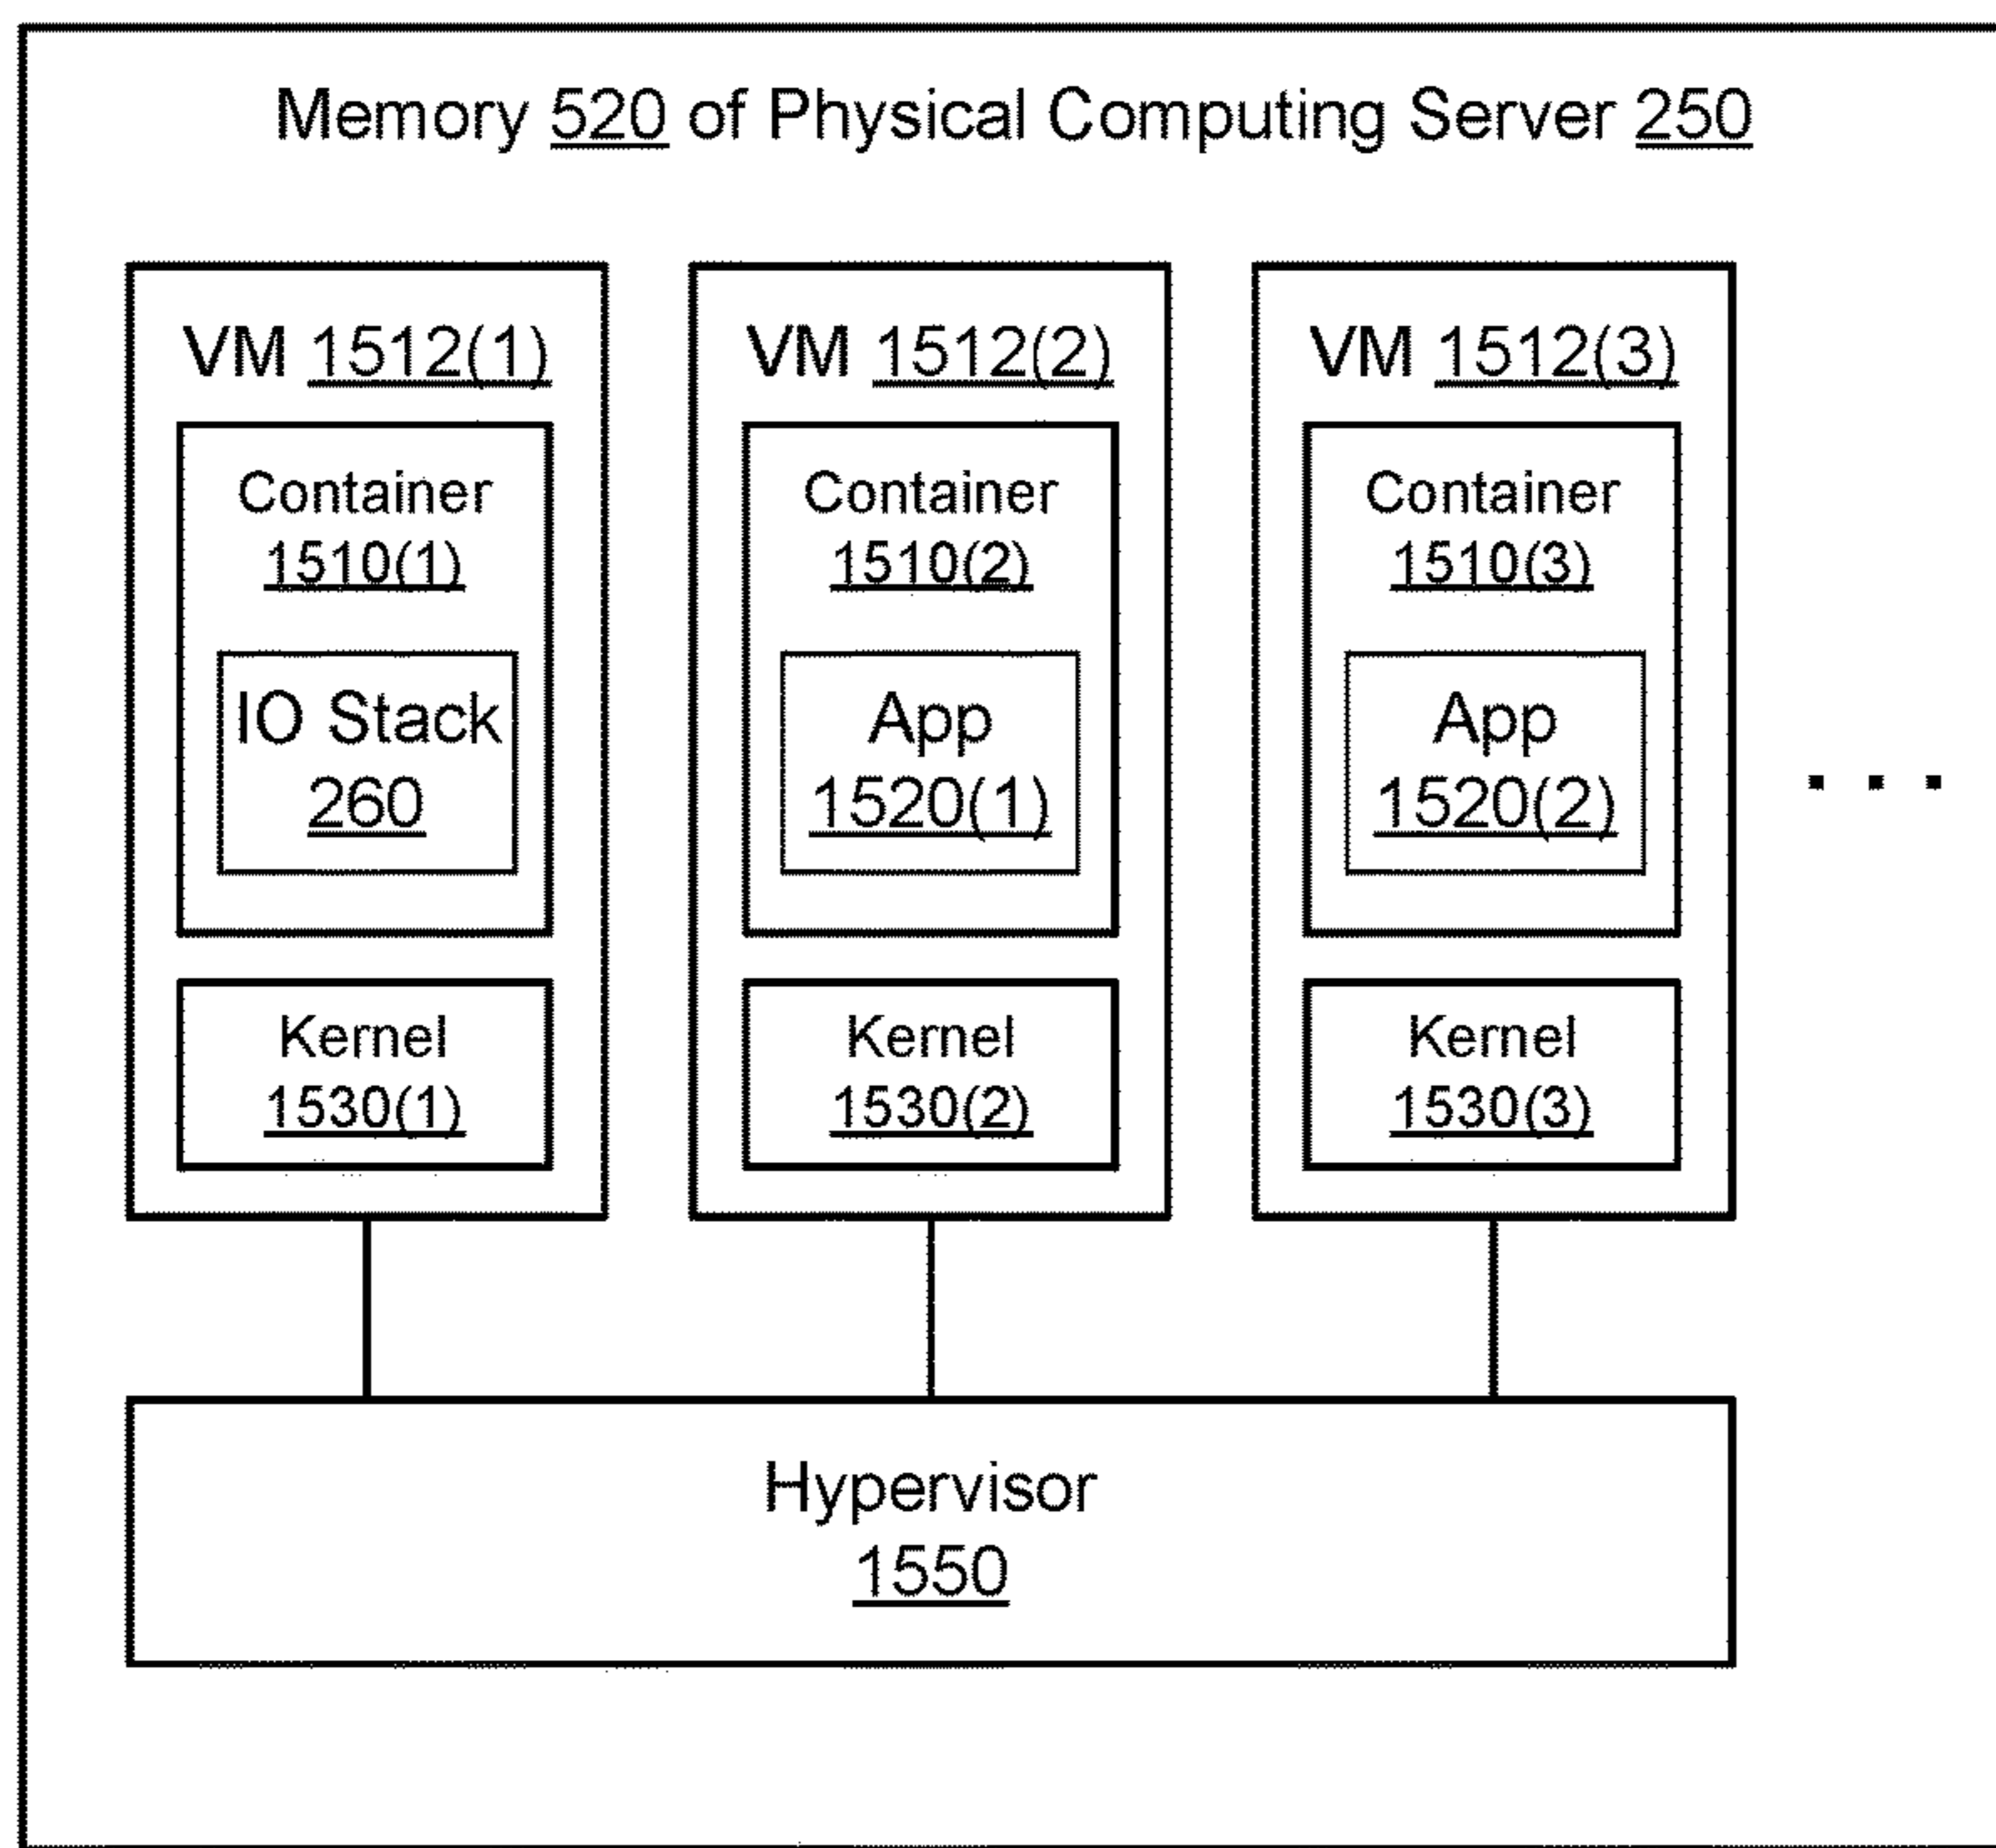 Memory 520 of Physical Computing Server 250
VM 1512(1)
Container
1510(1)
IO Stack
260
Kernel
1530(1)
VM 1512(2)
Container
1510(2)
App
1520(1)
Kernel
1530(2)
VM 1512(3)
Container
1510(3)
App
1520(2)
Kernel
1530(3)
. . .
Hypervisor
1550